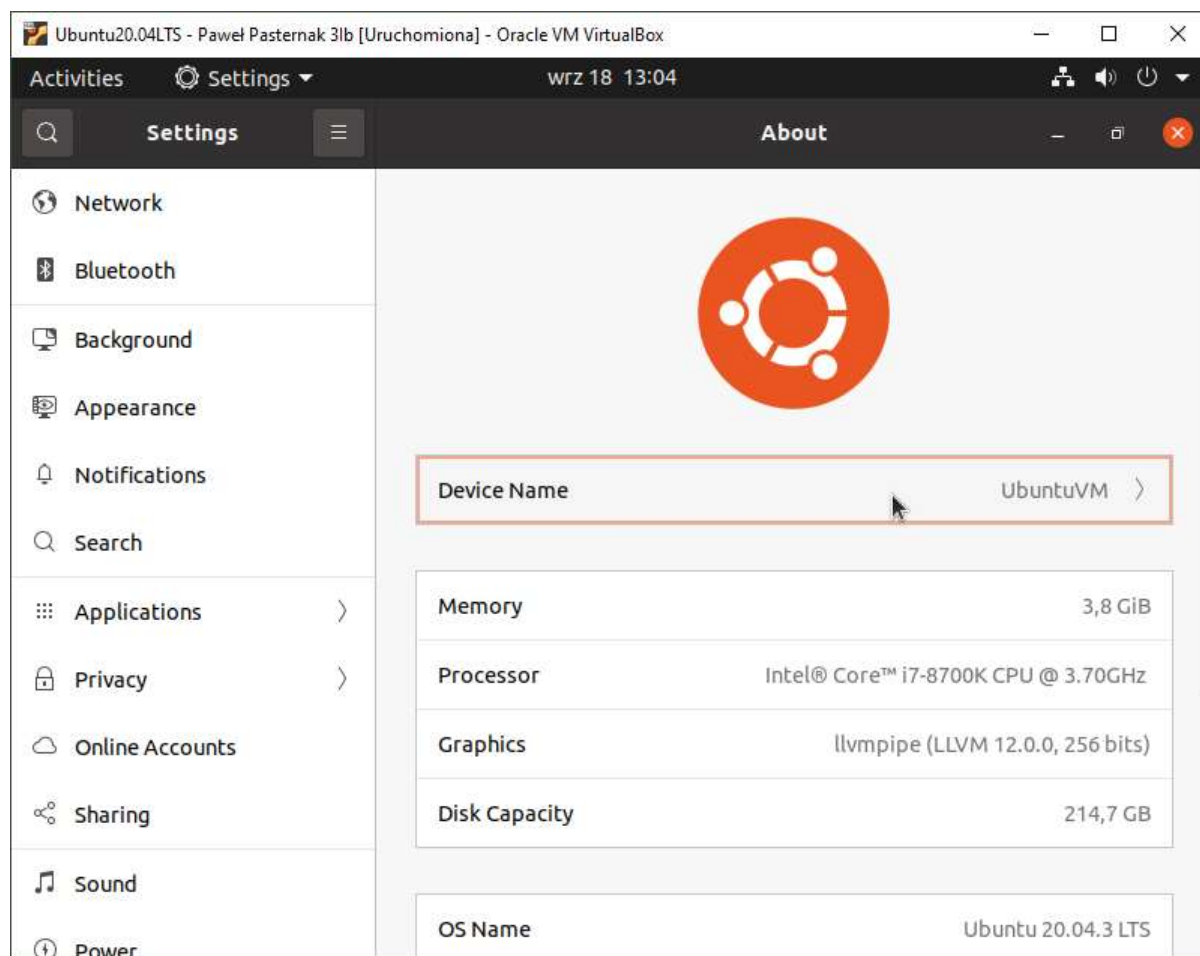 Ubuntu20.04LTS - Paweł Pasternak 3lb [Uruchomiona] - Oracle VM VirtualBox
Activities Settings wrz 18 13:04
Settings About
Network
Bluetooth
Background
Appearance
Notifications
Search
Applications
Privacy
Online Accounts
Sharing
Sound
Power
Device Name UbuntuVM
Memory 3,8 GiB
Processor Intel® Core™ i7-8700K CPU @ 3.70GHz
Graphics llvmpipe (LLVM 12.0.0, 256 bits)
Disk Capacity 214,7 GB
OS Name Ubuntu 20.04.3 LTS